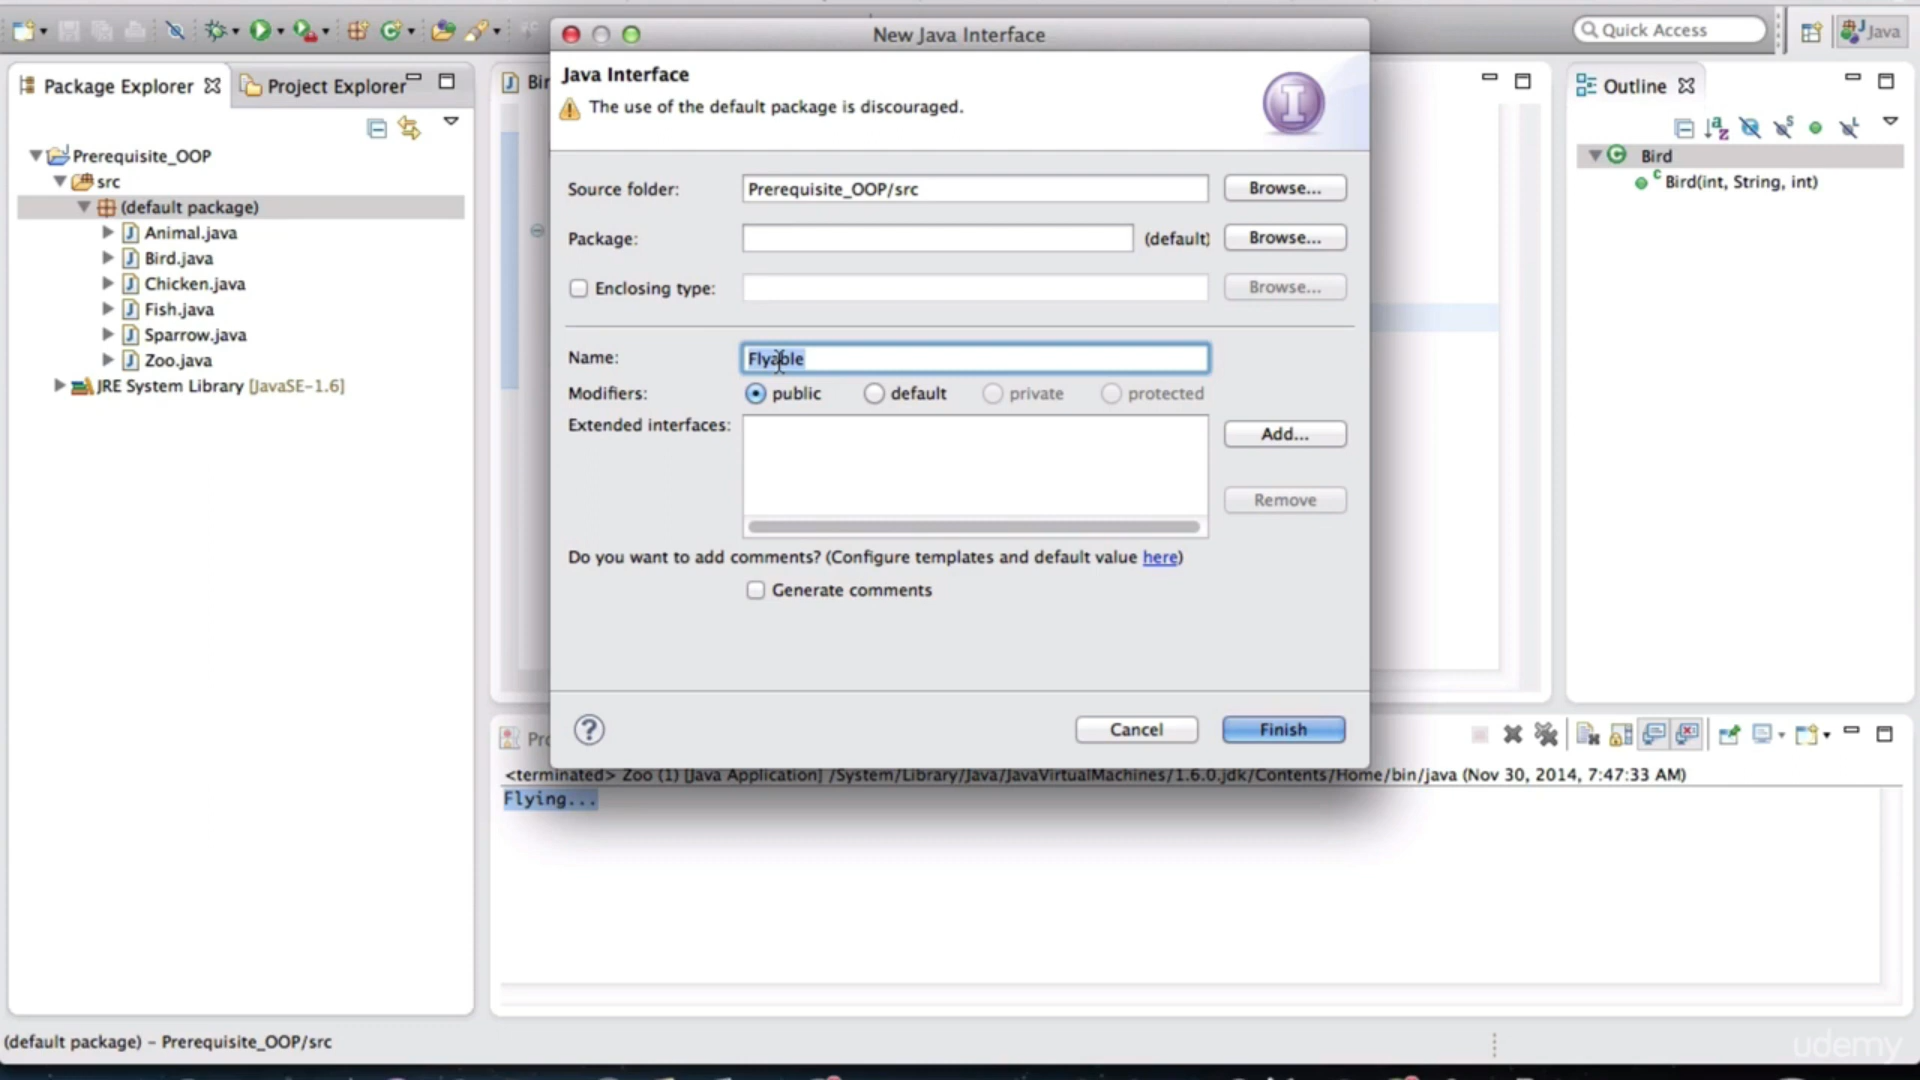 New Java Interface
Quick Access
Java
Package Explorer
Project Explorer
Java Interface
The use of the default package is discouraged.
Outline
Prerequisite_OOP
src
(default package)
Animal.java
Bird.java
Chicken.java
Fish.java
Sparrow.java
Zoo.java
JRE System Library [JavaSE-1.6]
Source folder: Prerequisite_OOP/src Browse...
Package: (default) Browse...
Enclosing type: Browse...
Name: Flyable
Modifiers: public default private protected
Extended interfaces: Add...
Remove
Do you want to add comments? (Configure templates and default value here)
Generate comments
Cancel Finish
Bird
Bird(int, String, int)
<terminated> Zoo (1) [Java Application] /System/Library/Java/JavaVirtualMachines/1.6.0.jdk/Contents/Home/bin/java (Nov 30, 2014, 7:47:33 AM)
Flying...
(default package) – Prerequisite_OOP/src
udemy